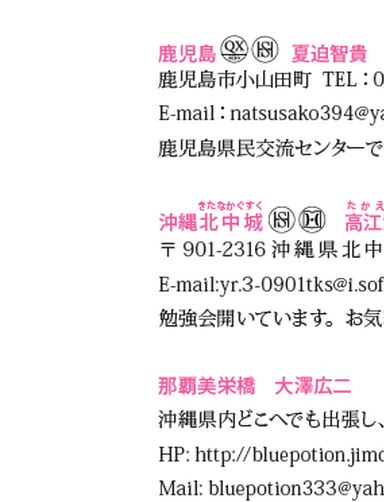 鹿児島 QX HSI 夏迫智貴
鹿児島市小山田町 TEL：0
E-mail：natsusako394@ya
鹿児島県民交流センターで
きたなかぐすく たかえ
沖縄北中城 HSI 高江
〒901-2316 沖縄県北中
E-mail:yr.3-0901tks@i.sof
勉強会開いています。お気
那覇美栄橋 大澤広二
沖縄県内どこへでも出張し、
HP: http://bluepotion.jimd
Mail: bluepotion333@yah